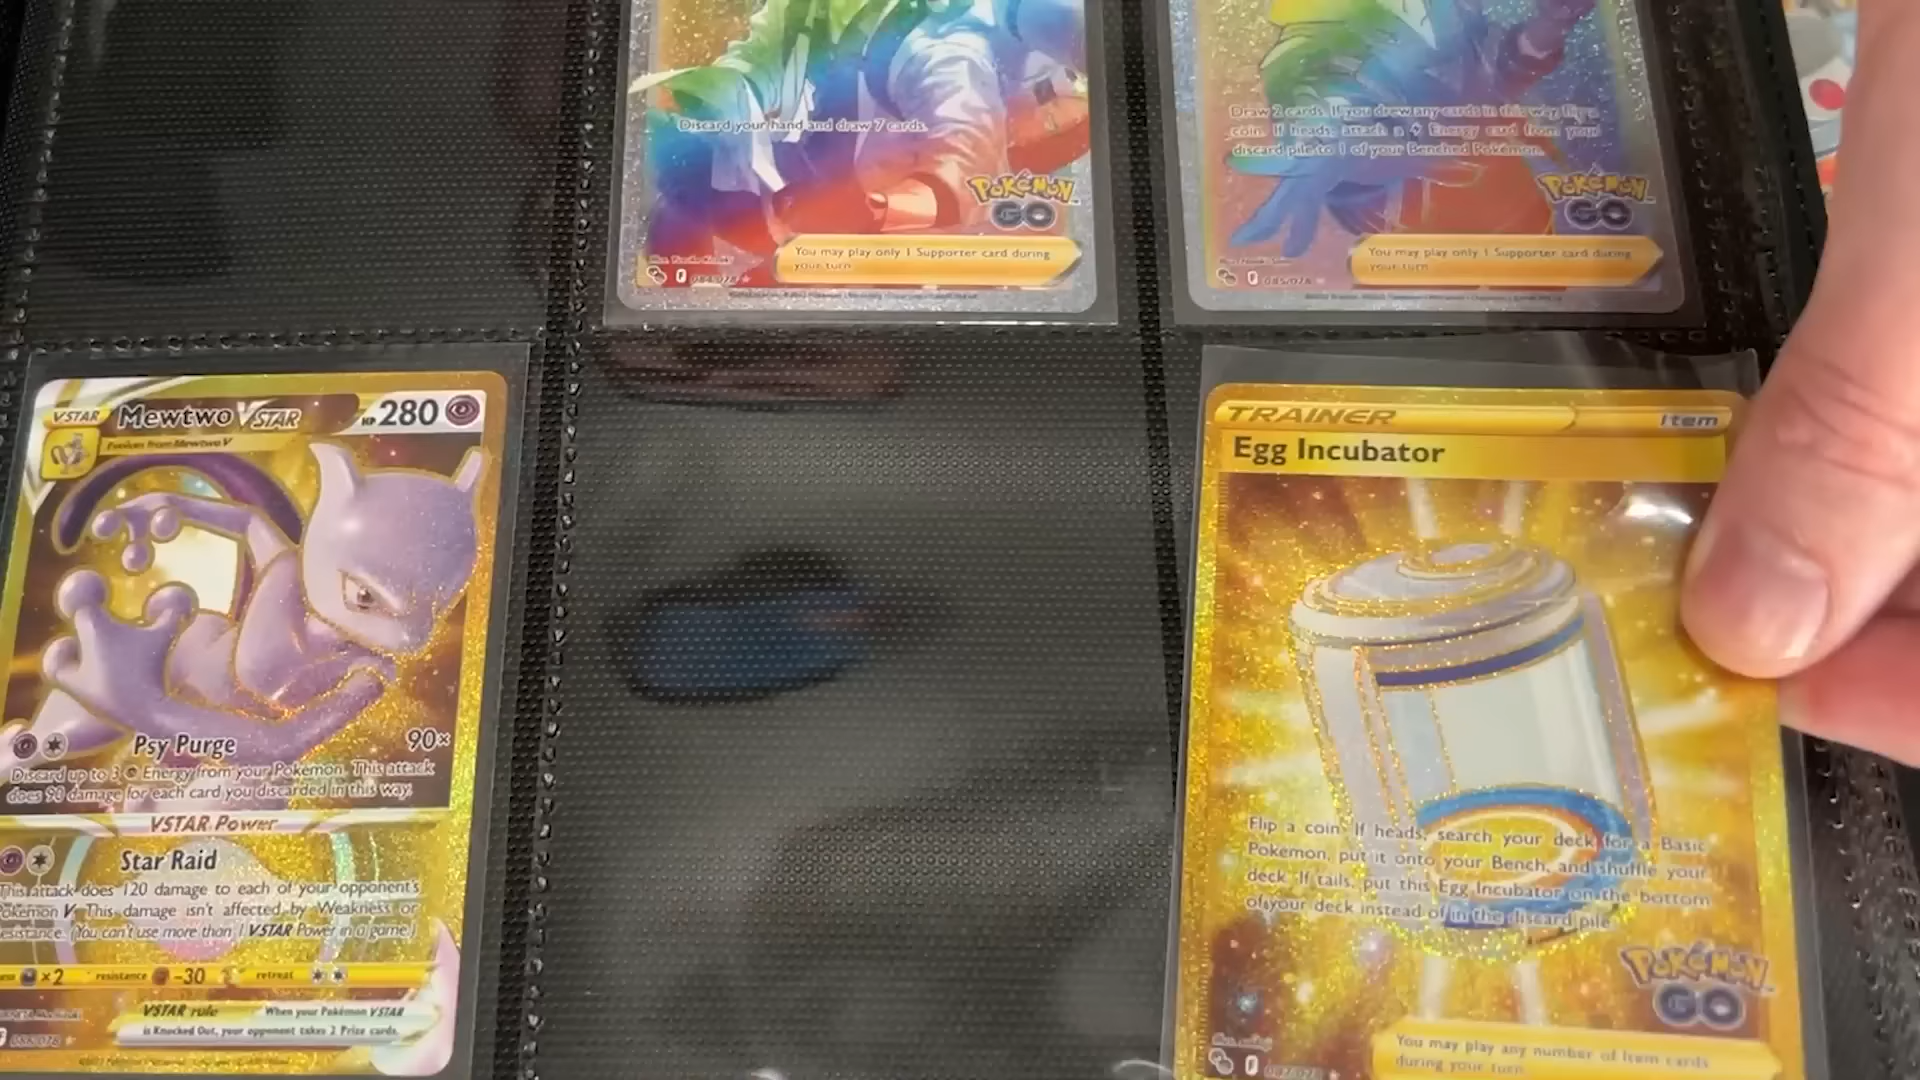 Discard your hand and draw 7 cards.
POKÉMON
GO
You may play only 1 Supporter card during
your turn.
084/078
Draw 2 cards. If you drew any cards in this way, flip a
coin. If heads, attach a Energy card from your
discard pile to 1 of your Benched Pokémon.
POKÉMON
GO
You may play only 1 Supporter card during
your turn.
085/078
VSTAR Mewtwo VSTAR HP 280
Evolves from Mewtwo V
Psy Purge 90×
Discard up to 3 Energy from your Pokémon. This attack
does 90 damage for each card you discarded in this way.
VSTAR Power
Star Raid
This attack does 120 damage to each of your opponent's
Pokémon V. This damage isn't affected by Weakness or
Resistance. (You can't use more than 1 VSTAR Power in a game.)
×2 resistance -30 retreat
VSTAR rule When your Pokémon VSTAR
is Knocked Out, your opponent takes 2 Prize cards.
TRAINER Item
Egg Incubator
Flip a coin. If heads, search your deck for a Basic
Pokémon, put it onto your Bench, and shuffle your
deck. If tails, put this Egg Incubator on the bottom
of your deck instead of in the discard pile.
POKÉMON
GO
You may play any number of Item cards
during your turn.
087/078